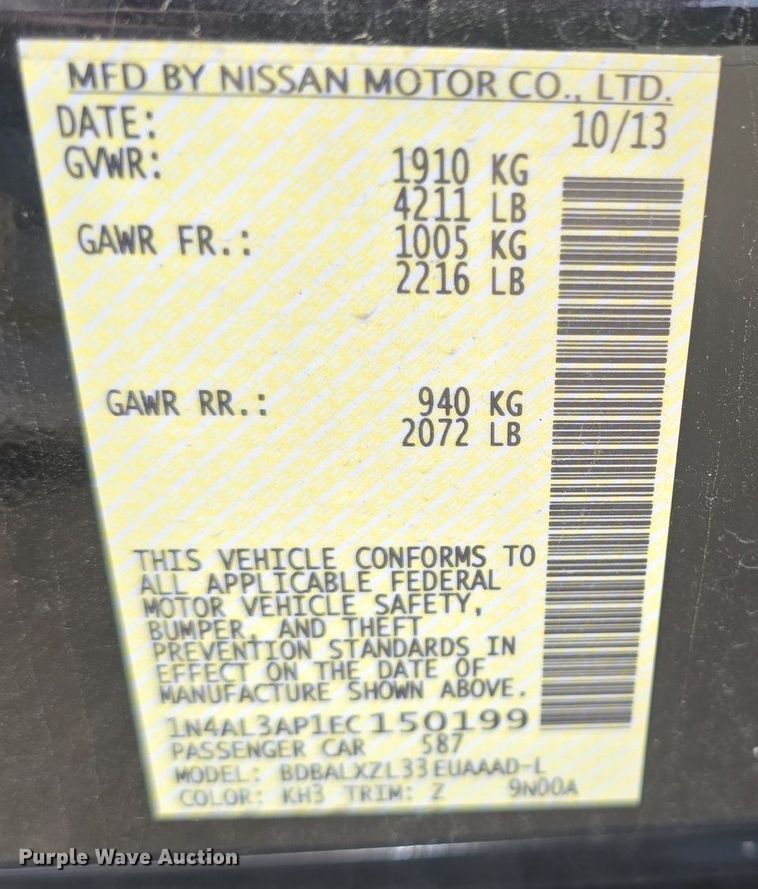 MFD BY NISSAN MOTOR CO., LTD.
DATE: 10/13
GVWR: 1910 KG
4211 LB
GAWR FR.: 1005 KG
2216 LB
GAWR RR.: 940 KG
2072 LB
THIS VEHICLE CONFORMS TO
ALL APPLICABLE FEDERAL
MOTOR VEHICLE SAFETY,
BUMPER, AND THEFT
PREVENTION STANDARDS IN
EFFECT ON THE DATE OF
MANUFACTURE SHOWN ABOVE.
1N4AL3AP1EC150199
PASSENGER CAR 587
MODEL: BDBALXZL33EUAAAD-L
COLOR: KH3 TRIM: Z 9N00A
Purple Wave Auction